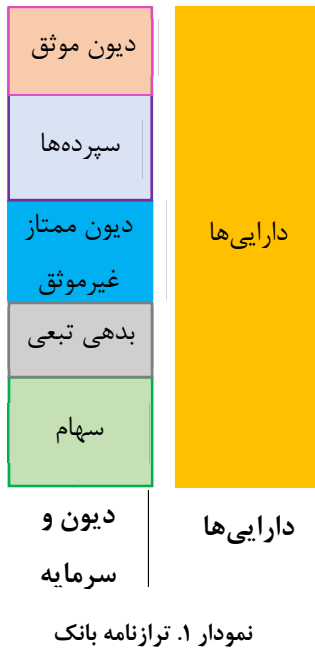 دیون موثق
سپرده‌ها
دیون ممتاز
غیرموثق
بدهی تبعی
سهام
دارایی‌ها
دیون و
سرمایه
دارایی‌ها
نمودار ۱. ترازنامه بانک